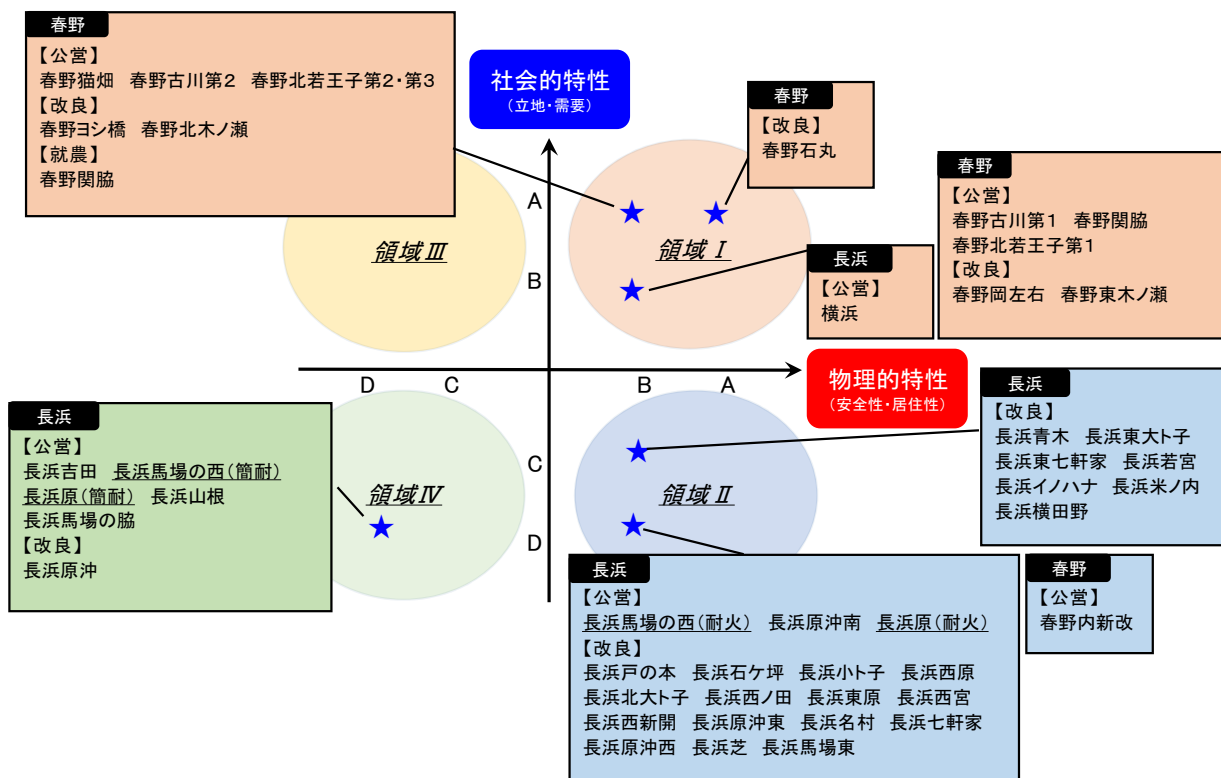 春野
【公営】
春野猫畑 春野古川第2 春野北若王子第2・第3
【改良】
春野ヨシ橋 春野北木ノ瀬
【就農】
春野関脇
社会的特性
(立地・需要)
春野
【改良】
春野石丸
春野
【公営】
春野古川第1 春野関脇
春野北若王子第1
【改良】
春野岡左右 春野東木ノ瀬
長浜
【公営】
横浜
領域Ⅲ
領域Ⅰ
A
B
D
C
B
A
物理的特性
(安全性・居住性)
C
D
長浜
【公営】
長浜吉田 長浜馬場の西(簡耐)
長浜原(簡耐) 長浜山根
長浜馬場の脇
【改良】
長浜原沖
領域Ⅳ
領域Ⅱ
長浜
【改良】
長浜青木 長浜東大ト子
長浜東七軒家 長浜若宮
長浜イノハナ 長浜米ノ内
長浜横田野
長浜
【公営】
長浜馬場の西(耐火) 長浜原沖南 長浜原(耐火)
【改良】
長浜戸の本 長浜石ケ坪 長浜小ト子 長浜西原
長浜北大ト子 長浜西ノ田 長浜東原 長浜西宮
長浜西新開 長浜原沖東 長浜名村 長浜七軒家
長浜原沖西 長浜芝 長浜馬場東
春野
【公営】
春野内新改